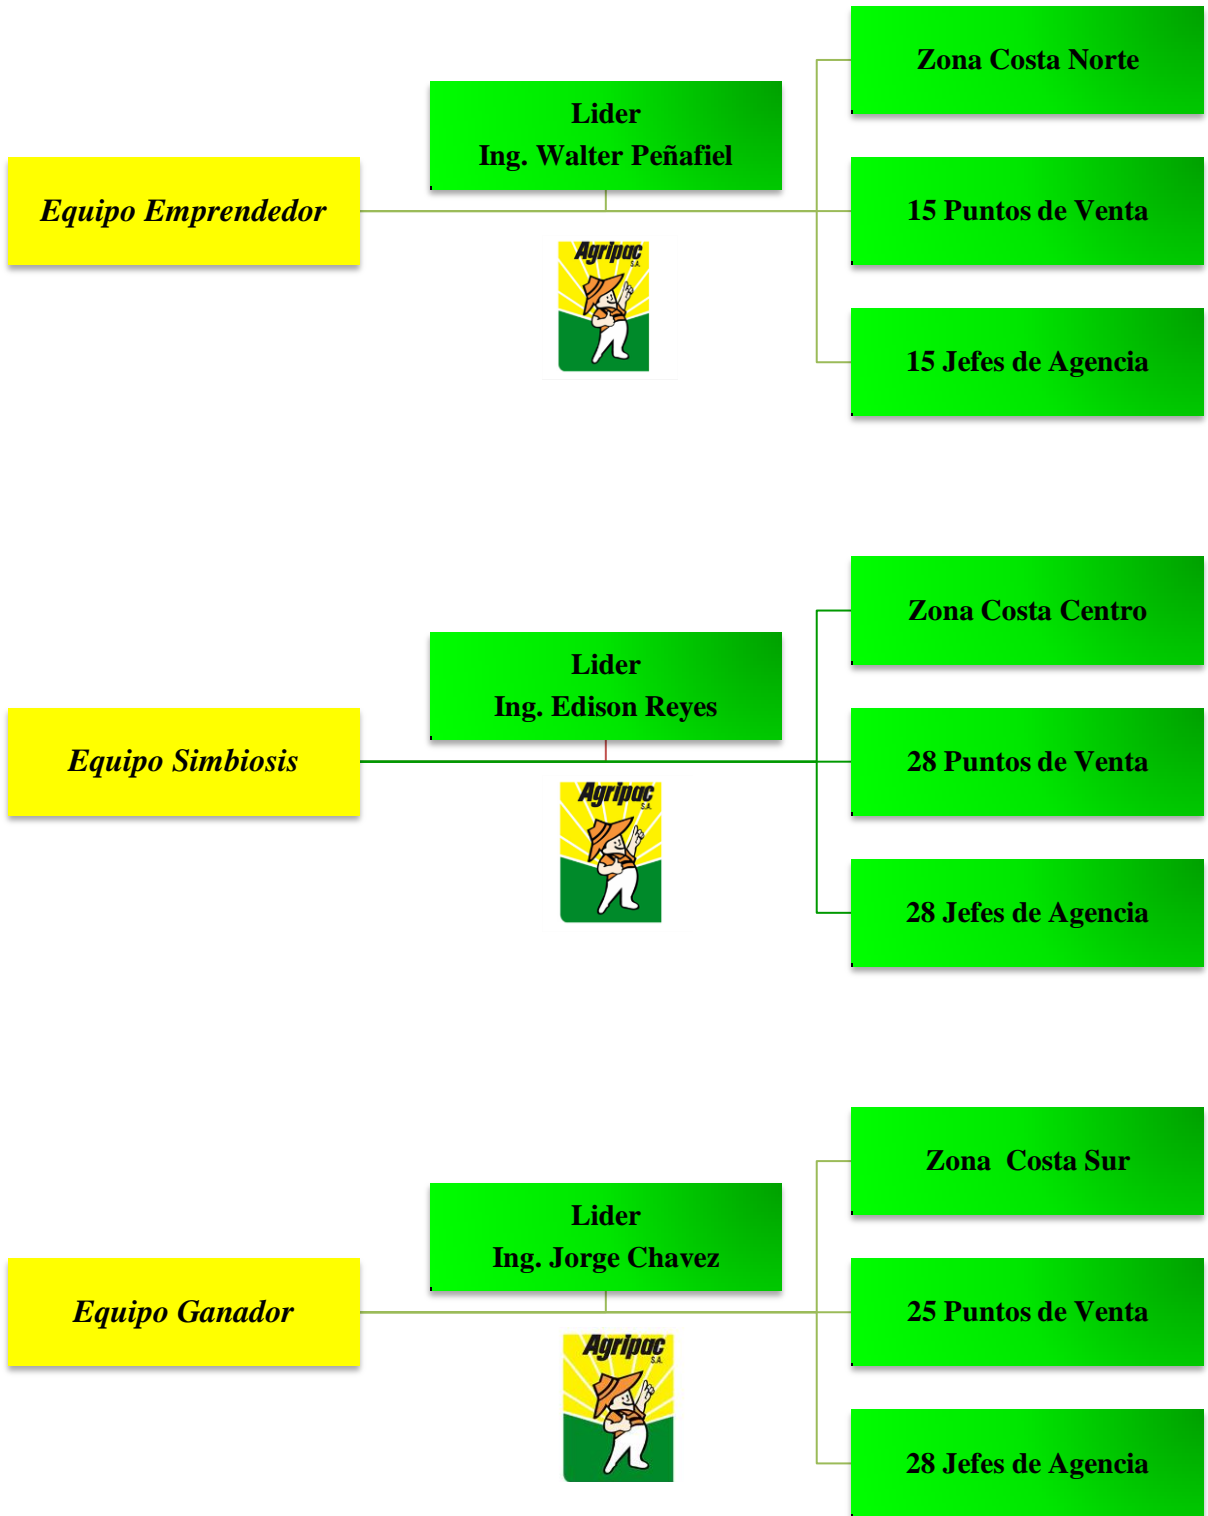 Zona Costa Norte
Lider
Ing. Walter Peñafiel
Equipo Emprendedor
15 Puntos de Venta
Agripac
S.A.
15 Jefes de Agencia
Zona Costa Centro
Lider
Ing. Edison Reyes
Equipo Simbiosis
28 Puntos de Venta
Agripac
S.A.
28 Jefes de Agencia
Zona  Costa Sur
Lider
Ing. Jorge Chavez
Equipo Ganador
25 Puntos de Venta
Agripac
S.A.
28 Jefes de Agencia